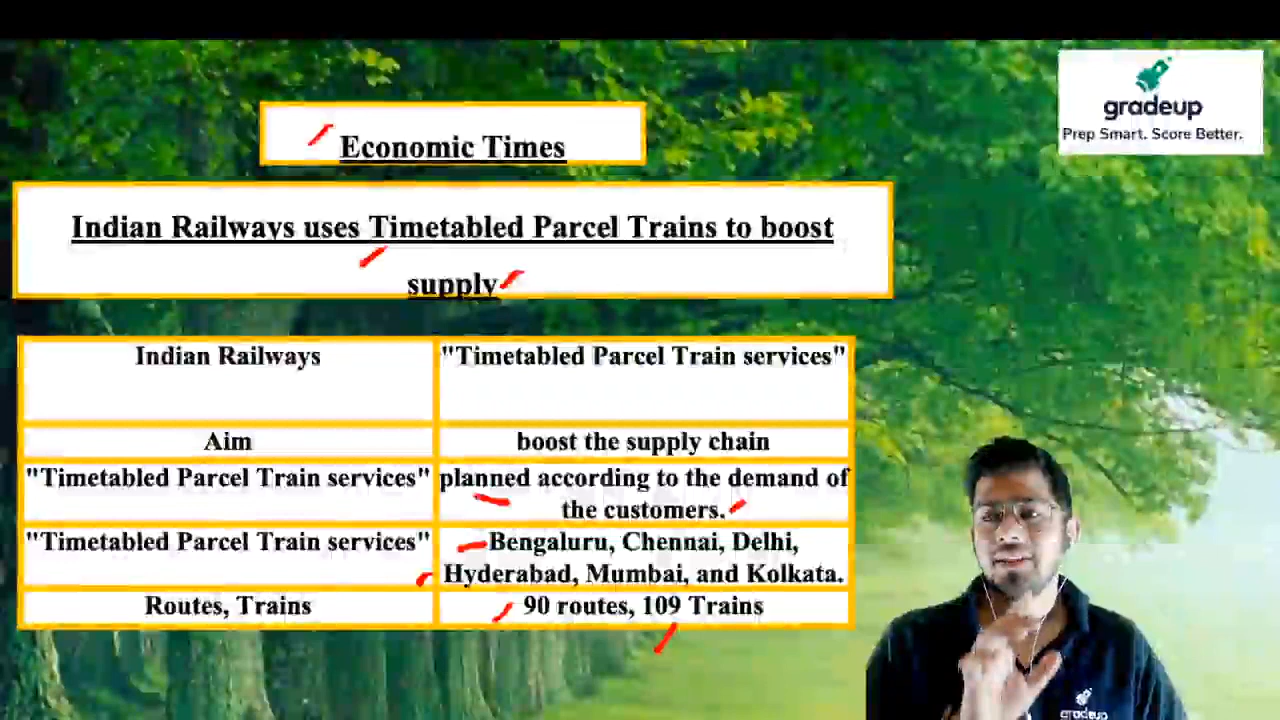 gradeup
Prep Smart. Score Better.
Economic Times
Indian Railways uses Timetabled Parcel Trains to boost
supply
Indian Railways
"Timetabled Parcel Train services"
Aim
boost the supply chain
"Timetabled Parcel Train services"
planned according to the demand of
the customers.
"Timetabled Parcel Train services"
Bengaluru, Chennai, Delhi,
Hyderabad, Mumbai, and Kolkata.
Routes, Trains
90 routes, 109 Trains
gradeup